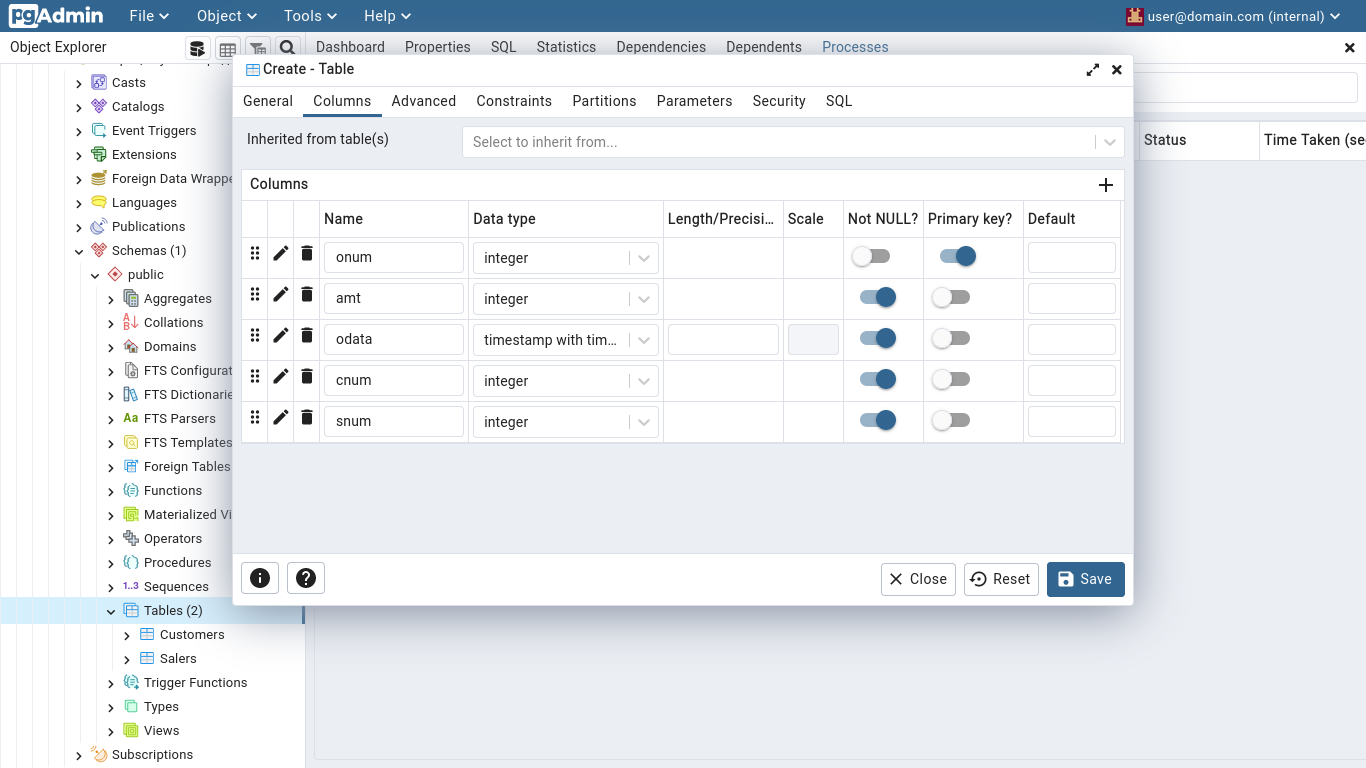 pgAdmin File Object Tools Help user@domain.com (internal)
Object Explorer
Dashboard Properties SQL Statistics Dependencies Dependents Processes
Create - Table
General Columns Advanced Constraints Partitions Parameters Security SQL
Inherited from table(s) Select to inherit from...
Columns
Name Data type Length/Precisi... Scale Not NULL? Primary key? Default
onum integer
amt integer
odata timestamp with tim...
cnum integer
snum integer
Close Reset Save
Status Time Taken (sec
Casts
Catalogs
Event Triggers
Extensions
Foreign Data Wrappe
Languages
Publications
Schemas (1)
public
Aggregates
Collations
Domains
FTS Configurat
FTS Dictionarie
Aa FTS Parsers
FTS Templates
Foreign Tables
Functions
Materialized Vi
Operators
Procedures
1..3 Sequences
Tables (2)
Customers
Salers
Trigger Functions
Types
Views
Subscriptions